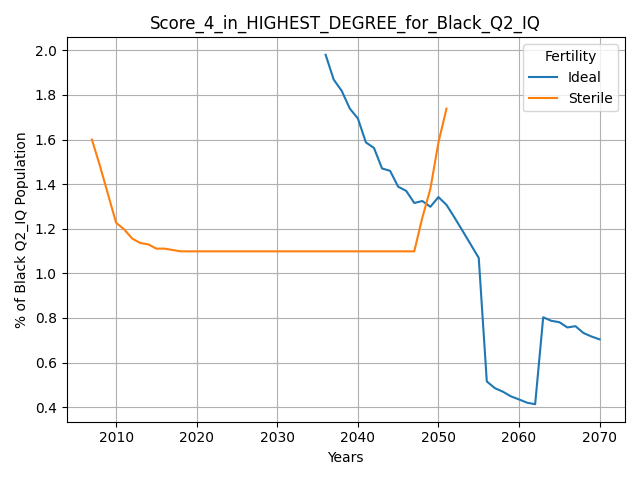 Score_4_in_HIGHEST_DEGREE_for_Black_Q2_IQ
Fertility
Ideal
Sterile
% of Black Q2_IQ Population
2.0
1.8
1.6
1.4
1.2
1.0
0.8
0.6
0.4
2010 2020 2030 2040 2050 2060 2070
Years